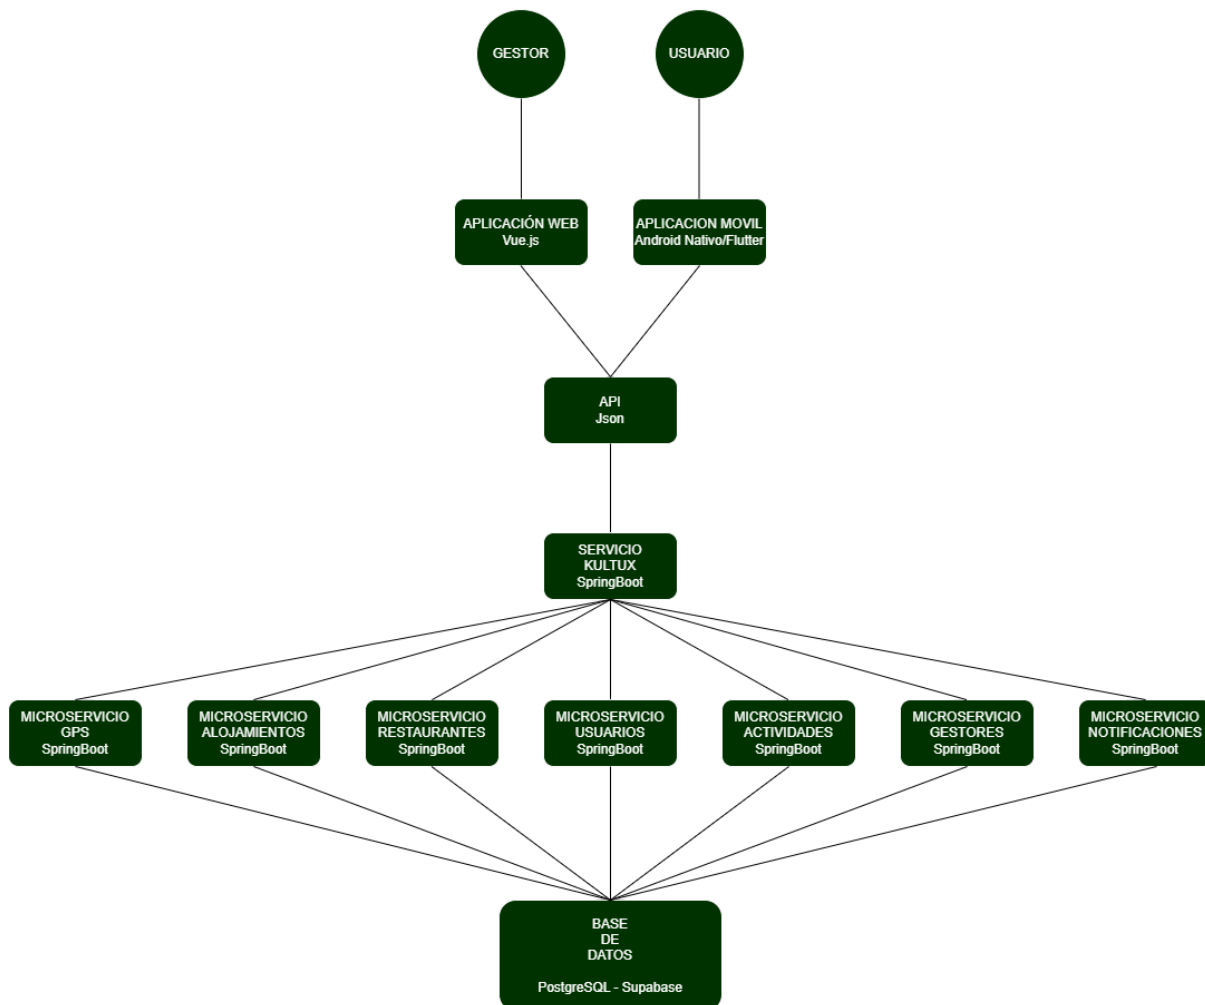 GESTOR
USUARIO
APLICACIÓN WEB
Vue.js
APLICACION MOVIL
Android Nativo/Flutter
API
Json
SERVICIO
KULTUX
SpringBoot
MICROSERVICIO
GPS
SpringBoot
MICROSERVICIO
ALOJAMIENTOS
SpringBoot
MICROSERVICIO
RESTAURANTES
SpringBoot
MICROSERVICIO
USUARIOS
SpringBoot
MICROSERVICIO
ACTIVIDADES
SpringBoot
MICROSERVICIO
GESTORES
SpringBoot
MICROSERVICIO
NOTIFICACIONES
SpringBoot
BASE
DE
DATOS
PostgreSQL - Supabase